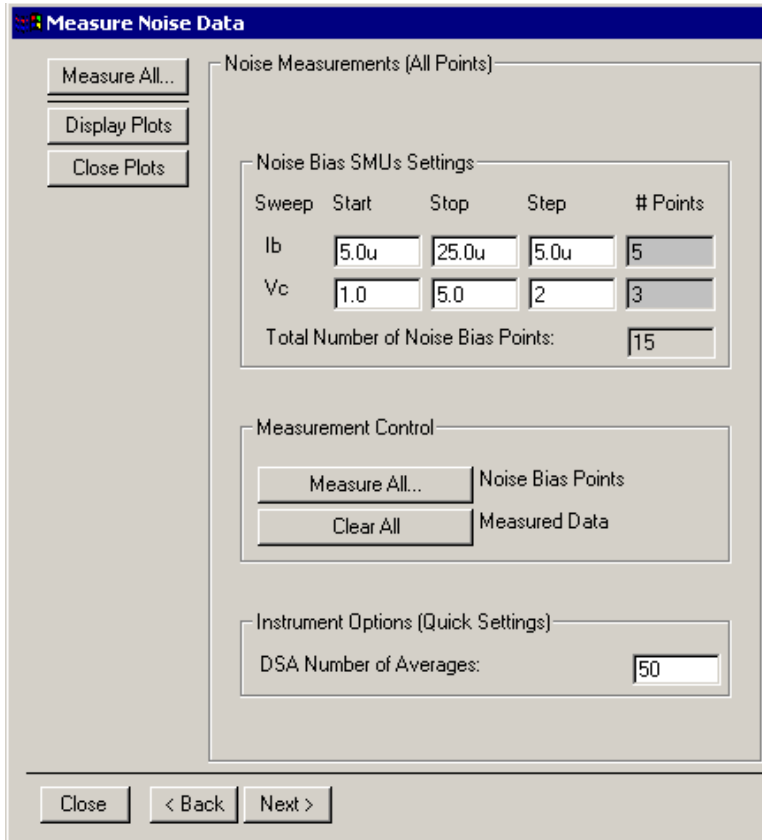 Measure Noise Data
Measure All...
Display Plots
Close Plots
Noise Measurements (All Points)
Noise Bias SMUs Settings
Sweep Start Stop Step # Points
Ib 5.0u 25.0u 5.0u 5
Vc 1.0 5.0 2 3
Total Number of Noise Bias Points: 15
Measurement Control
Measure All... Noise Bias Points
Clear All Measured Data
Instrument Options (Quick Settings)
DSA Number of Averages: 50
Close < Back Next >